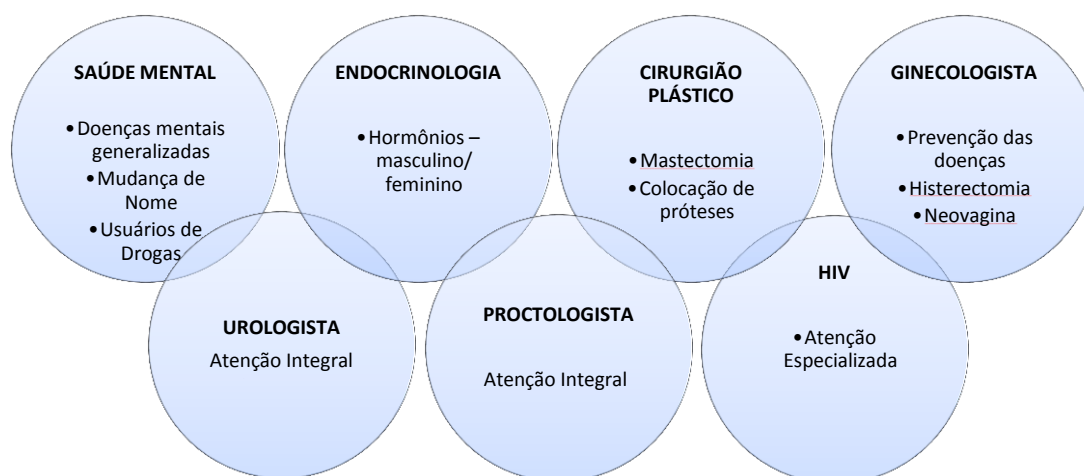 SAÚDE MENTAL
•Doenças mentais
generalizadas
•Mudança de
Nome
•Usuários de
Drogas
ENDOCRINOLOGIA
•Hormônios –
masculino/
feminino
CIRURGIÃO
PLÁSTICO
•Mastectomia
•Colocação de
próteses
GINECOLOGISTA
•Prevenção das
doenças
•Histerectomia
•Neovagina
UROLOGISTA
Atenção Integral
PROCTOLOGISTA
Atenção Integral
HIV
•Atenção
Especializada